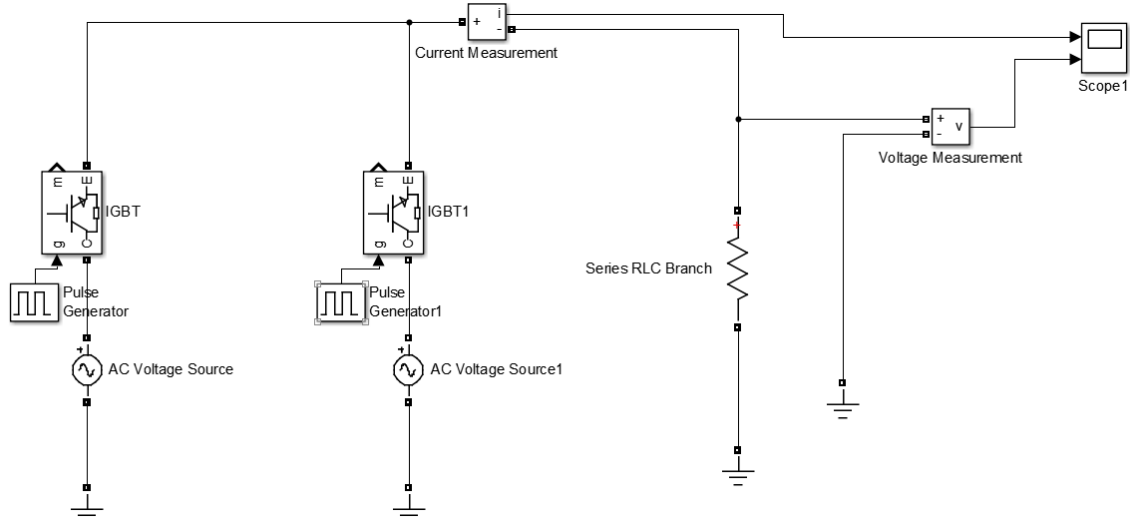 i
+
-
Current Measurement
Scope1
+
-
v
Voltage Measurement
m
E
g
C
IGBT
m
E
g
C
IGBT1
Series RLC Branch
+
Pulse
Generator
Pulse
Generator1
+
AC Voltage Source
+
AC Voltage Source1